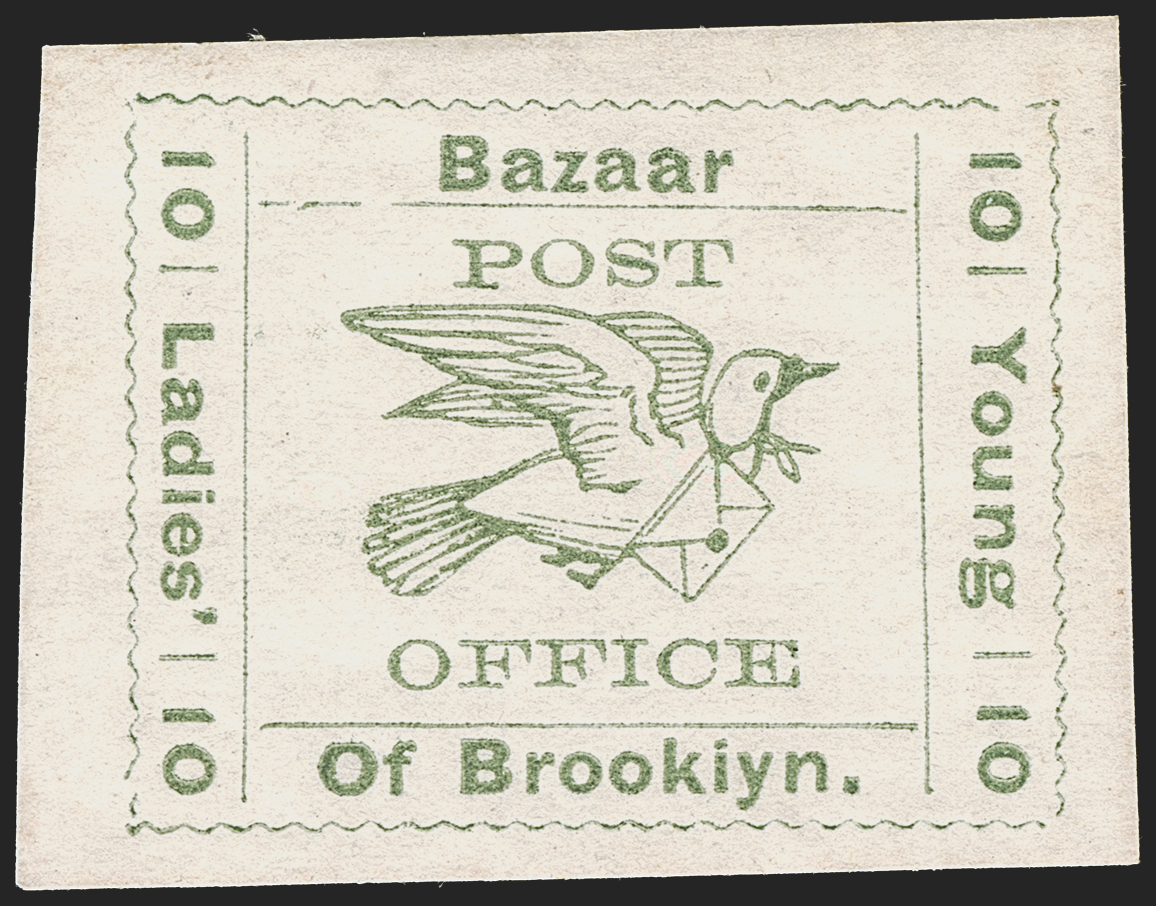 Bazaar
10 Ladies' 10
10 Young 10
POST
OFFICE
Of Brookiyn.